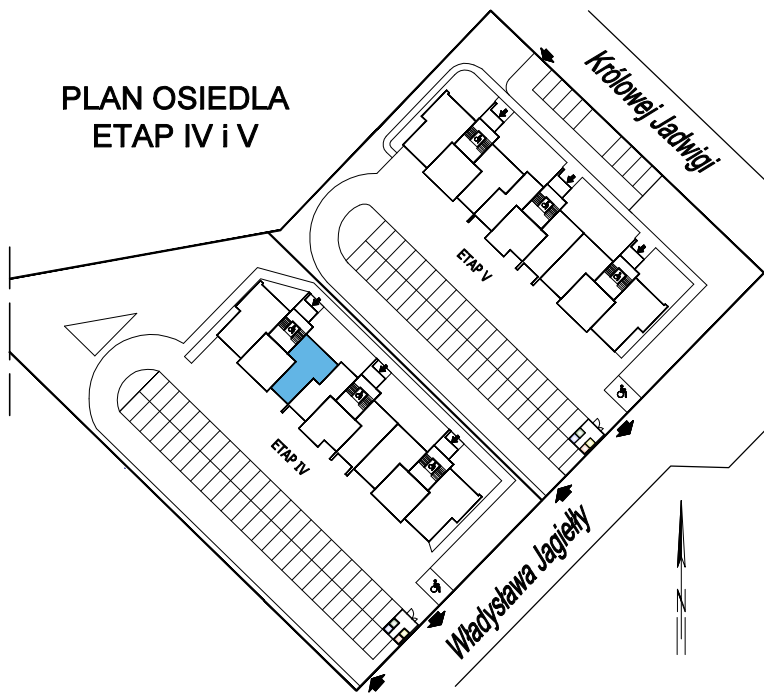 PLAN OSIEDLA
ETAP IV i V
Królowej Jadwigi
ETAP V
ETAP IV
Władysława Jagiełły
N